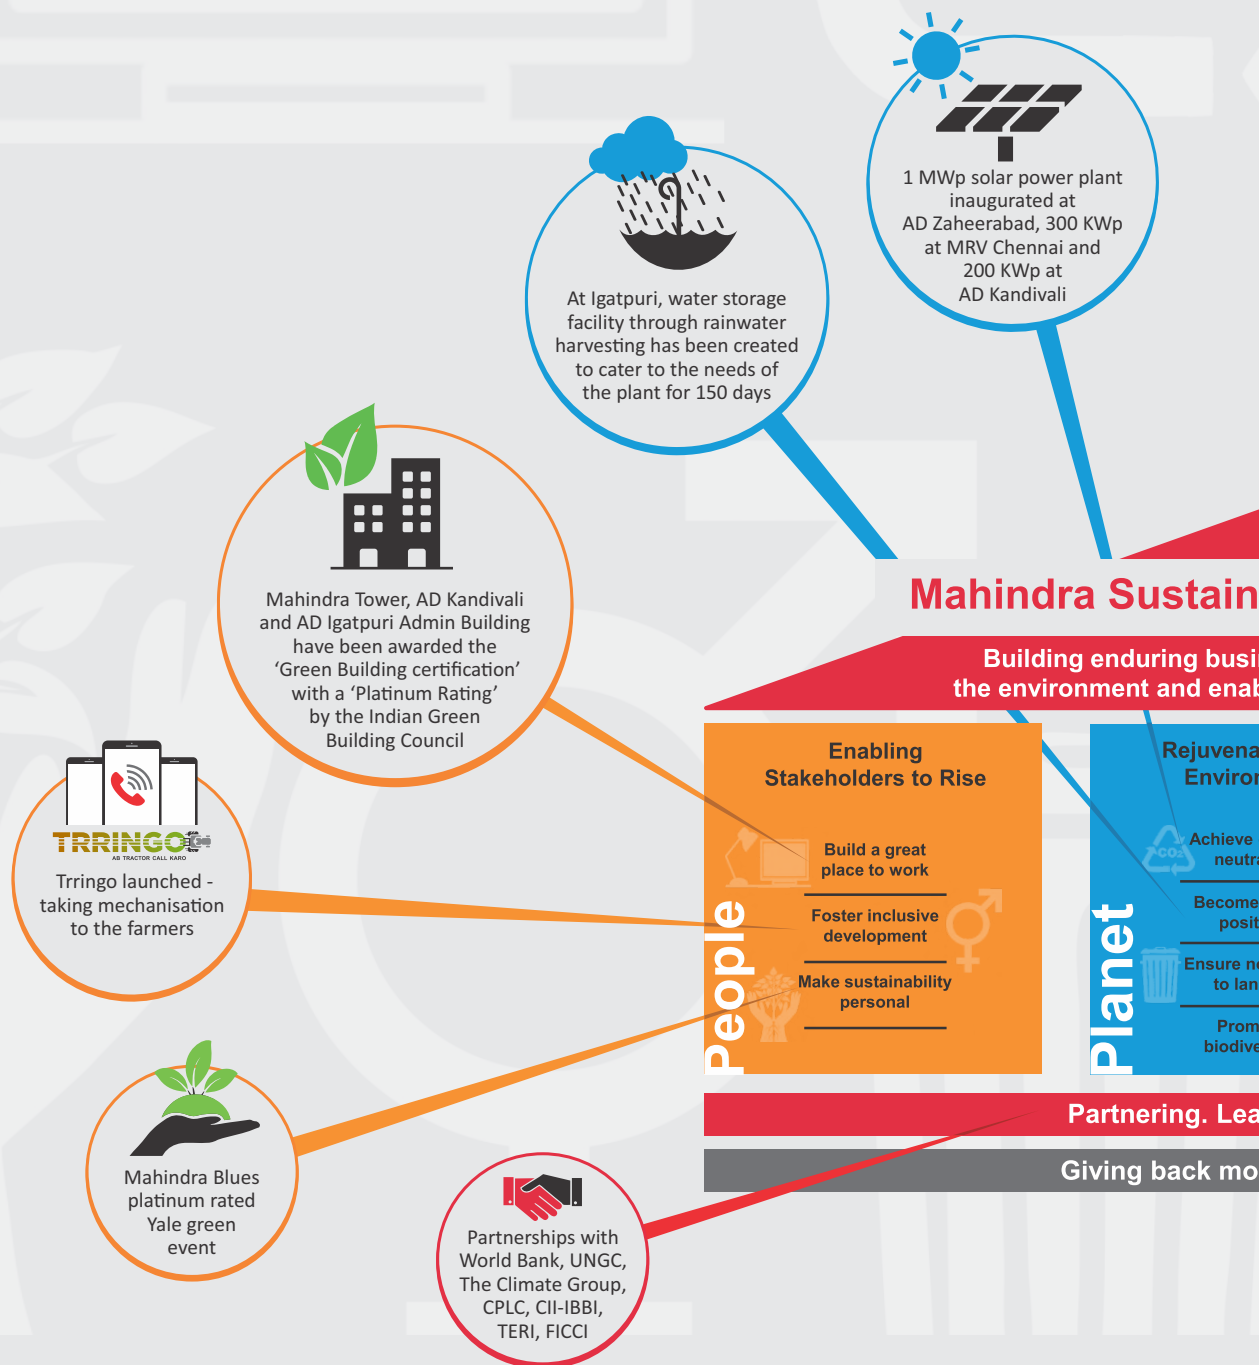 1 MWp solar power plant
inaugurated at
AD Zaheerabad, 300 KWp
at MRV Chennai and
200 KWp at
AD Kandivali
At Igatpuri, water storage
facility through rainwater
harvesting has been created
to cater to the needs of
the plant for 150 days
Mahindra Tower, AD Kandivali
and AD Igatpuri Admin Building
have been awarded the
‘Green Building certification’
with a ‘Platinum Rating’
by the Indian Green
Building Council
TRRINGO
AB TRACTOR CALL KARO
Trringo launched -
taking mechanisation
to the farmers
Mahindra Blues
platinum rated
Yale green
event
Partnerships with
World Bank, UNGC,
The Climate Group,
CPLC, CII-IBBI,
TERI, FICCI
Mahindra Sustain
Building enduring busi
the environment and enab
People
Enabling
Stakeholders to Rise
Build a great
place to work
Foster inclusive
development
Make sustainability
personal
Planet
Rejuvena
Environ
CO2
Achieve
neutra
Become
posit
Ensure no
to lan
Prom
biodive
Partnering. Lea
Giving back mo